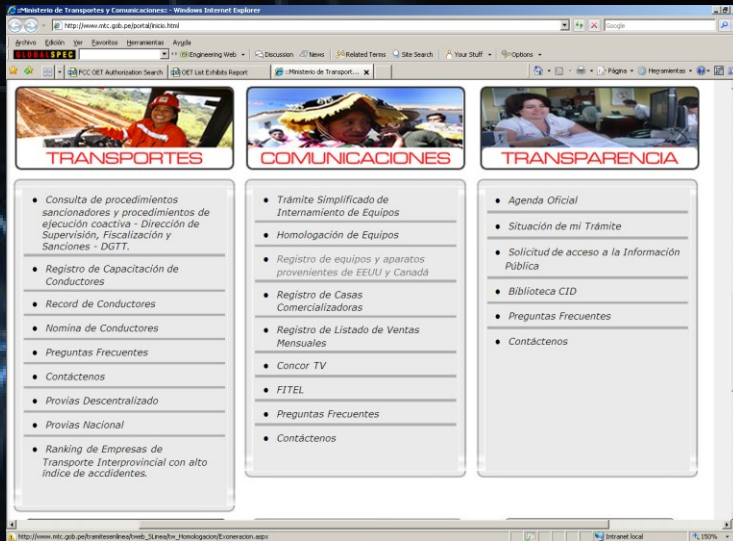 ::Ministerio de Transportes y Comunicaciones:: - Windows Internet Explorer
http://www.mtc.gob.pe/portal/inicio.html
Google
Archivo Edición Ver Favoritos Herramientas Ayuda
GLOBALSPEC Engineering Web Discussion News Related Terms Site Search Your Stuff Options
FCC OET Authorization Search OET List Exhibits Report ::Ministerio de Transport... Página Herramientas
TRANSPORTES
COMUNICACIONES
TRANSPARENCIA
• Consulta de procedimientos
sancionadores y procedimientos de
ejecución coactiva - Dirección de
Supervisión, Fiscalización y
Sanciones - DGTT.
• Registro de Capacitación de
Conductores
• Record de Conductores
• Nomina de Conductores
• Preguntas Frecuentes
• Contáctenos
• Provias Descentralizado
• Provias Nacional
• Ranking de Empresas de
Transporte Interprovincial con alto
índice de accdidentes.
• Trámite Simplificado de
Internamiento de Equipos
• Homologación de Equipos
• Registro de equipos y aparatos
provenientes de EEUU y Canadá
• Registro de Casas
Comercializadoras
• Registro de Listado de Ventas
Mensuales
• Concor TV
• FITEL
• Preguntas Frecuentes
• Contáctenos
• Agenda Oficial
• Situación de mi Trámite
• Solicitud de acceso a la Información
Pública
• Biblioteca CID
• Preguntas Frecuentes
• Contáctenos
http://www.mtc.gob.pe/tramitesenlinea/tweb_SLinea/tw_Homologacion/Exoneracion.aspx
Intranet local
150%